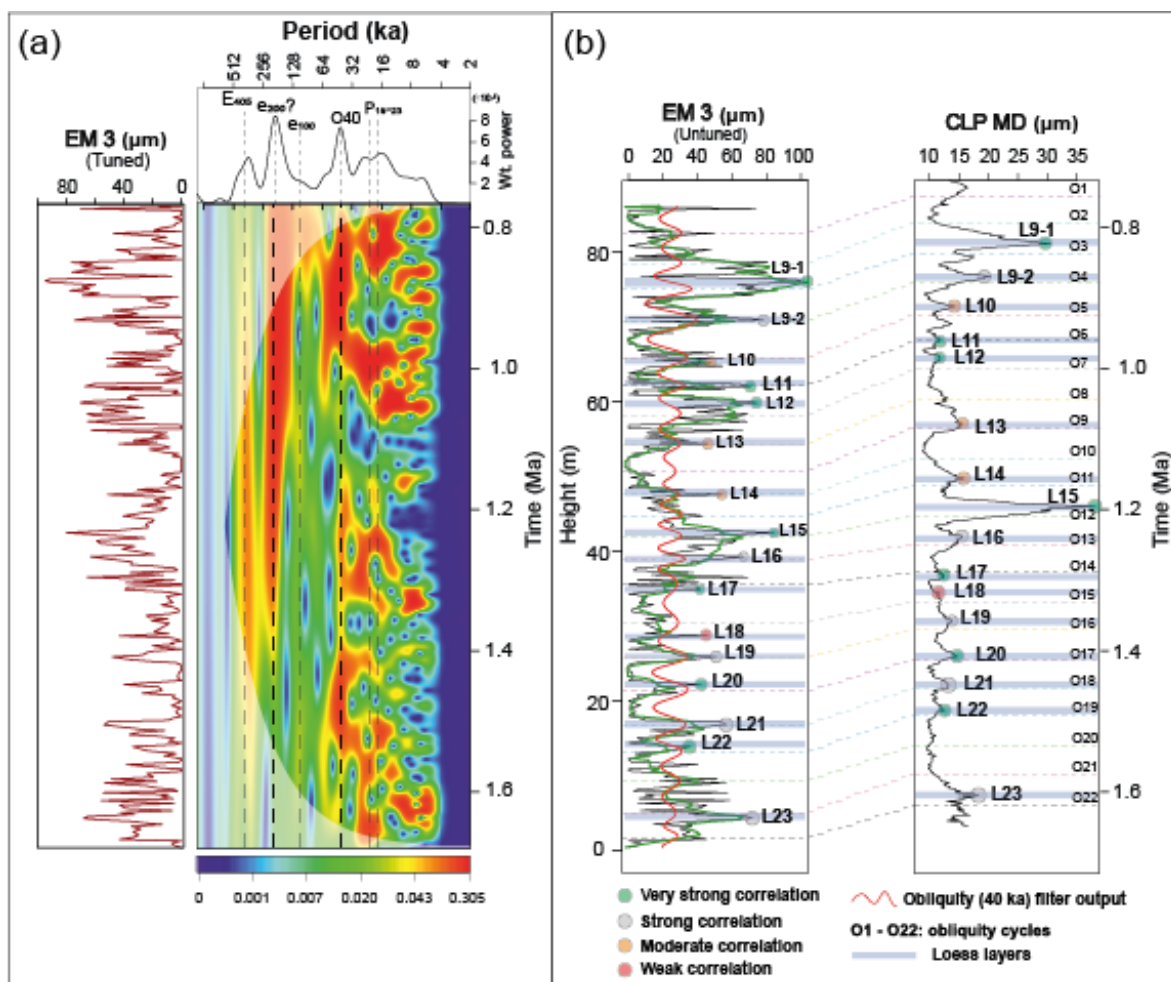 (a)
Period (ka)
512 256 128 64 32 16 8 4 2
E₄₀₅
e₂₀₀?
e₁₀₀
O40
8
6
4
2
Wt. power
EM 3 (µm)
(Tuned)
80 40 0
0.8
1.0
1.2
1.4
1.6
Time (Ma)
0 0.001 0.007 0.020 0.043 0.305
(b)
EM 3 (µm)
(Untuned)
0 20 40 60 80 100
CLP MD (µm)
10 15 20 25 30 35
Height (m)
80
60
40
20
0
L9-1
L9-2
L10
L11
L12
L13
L14
L15
L16
L17
L18
L19
L20
L21
L22
L23
L9-1
L9-2
L10
L11
L12
L13
L14
L15
L16
L17
L18
L19
L20
L21
L22
L23
O1
O2
O3
O4
O5
O6
O7
O8
O9
O10
O11
O12
O13
O14
O15
O16
O17
O18
O19
O20
O21
O22
0.8
1.0
1.2
1.4
1.6
Time (Ma)
Very strong correlation
Strong correlation
Moderate correlation
Weak correlation
Obliquity (40 ka) filter output
O1 - O22: obliquity cycles
Loess layers